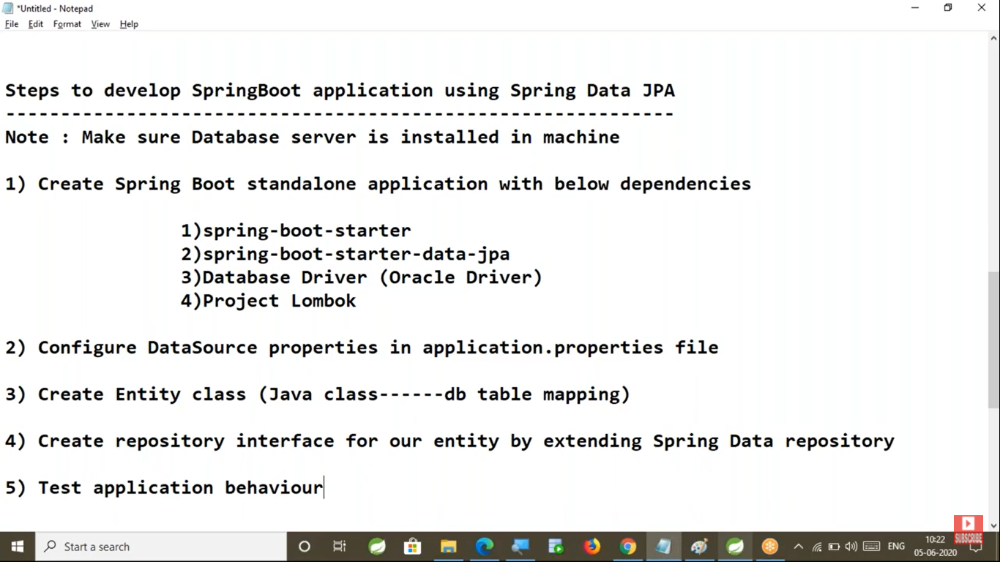 *Untitled - Notepad
File Edit Format View Help
Steps to develop SpringBoot application using Spring Data JPA
-------------------------------------------------------------
Note : Make sure Database server is installed in machine
1) Create Spring Boot standalone application with below dependencies
1)spring-boot-starter
2)spring-boot-starter-data-jpa
3)Database Driver (Oracle Driver)
4)Project Lombok
2) Configure DataSource properties in application.properties file
3) Create Entity class (Java class------db table mapping)
4) Create repository interface for our entity by extending Spring Data repository
5) Test application behaviour
SUBSCRIBE
Start a search
ENG
10:22
05-06-2020